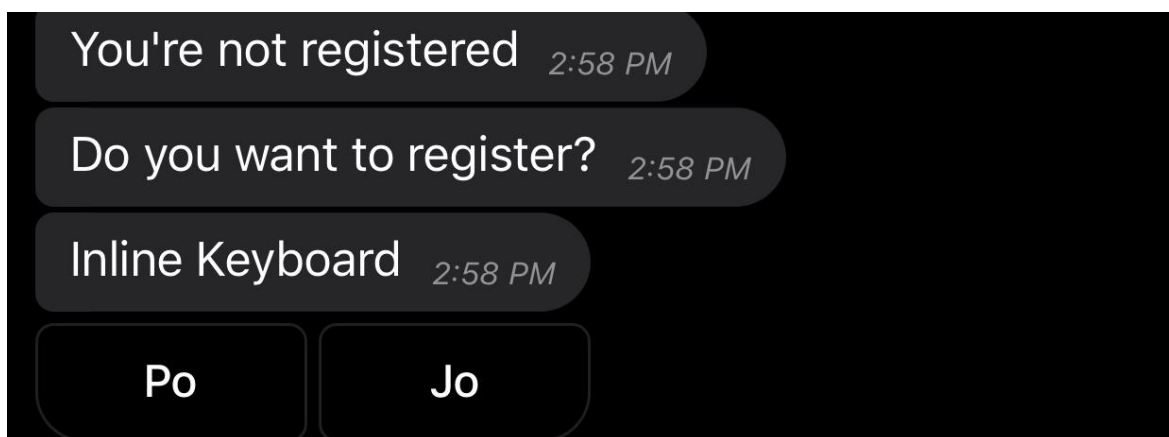 You're not registered 2:58 PM
Do you want to register? 2:58 PM
Inline Keyboard 2:58 PM
Po Jo